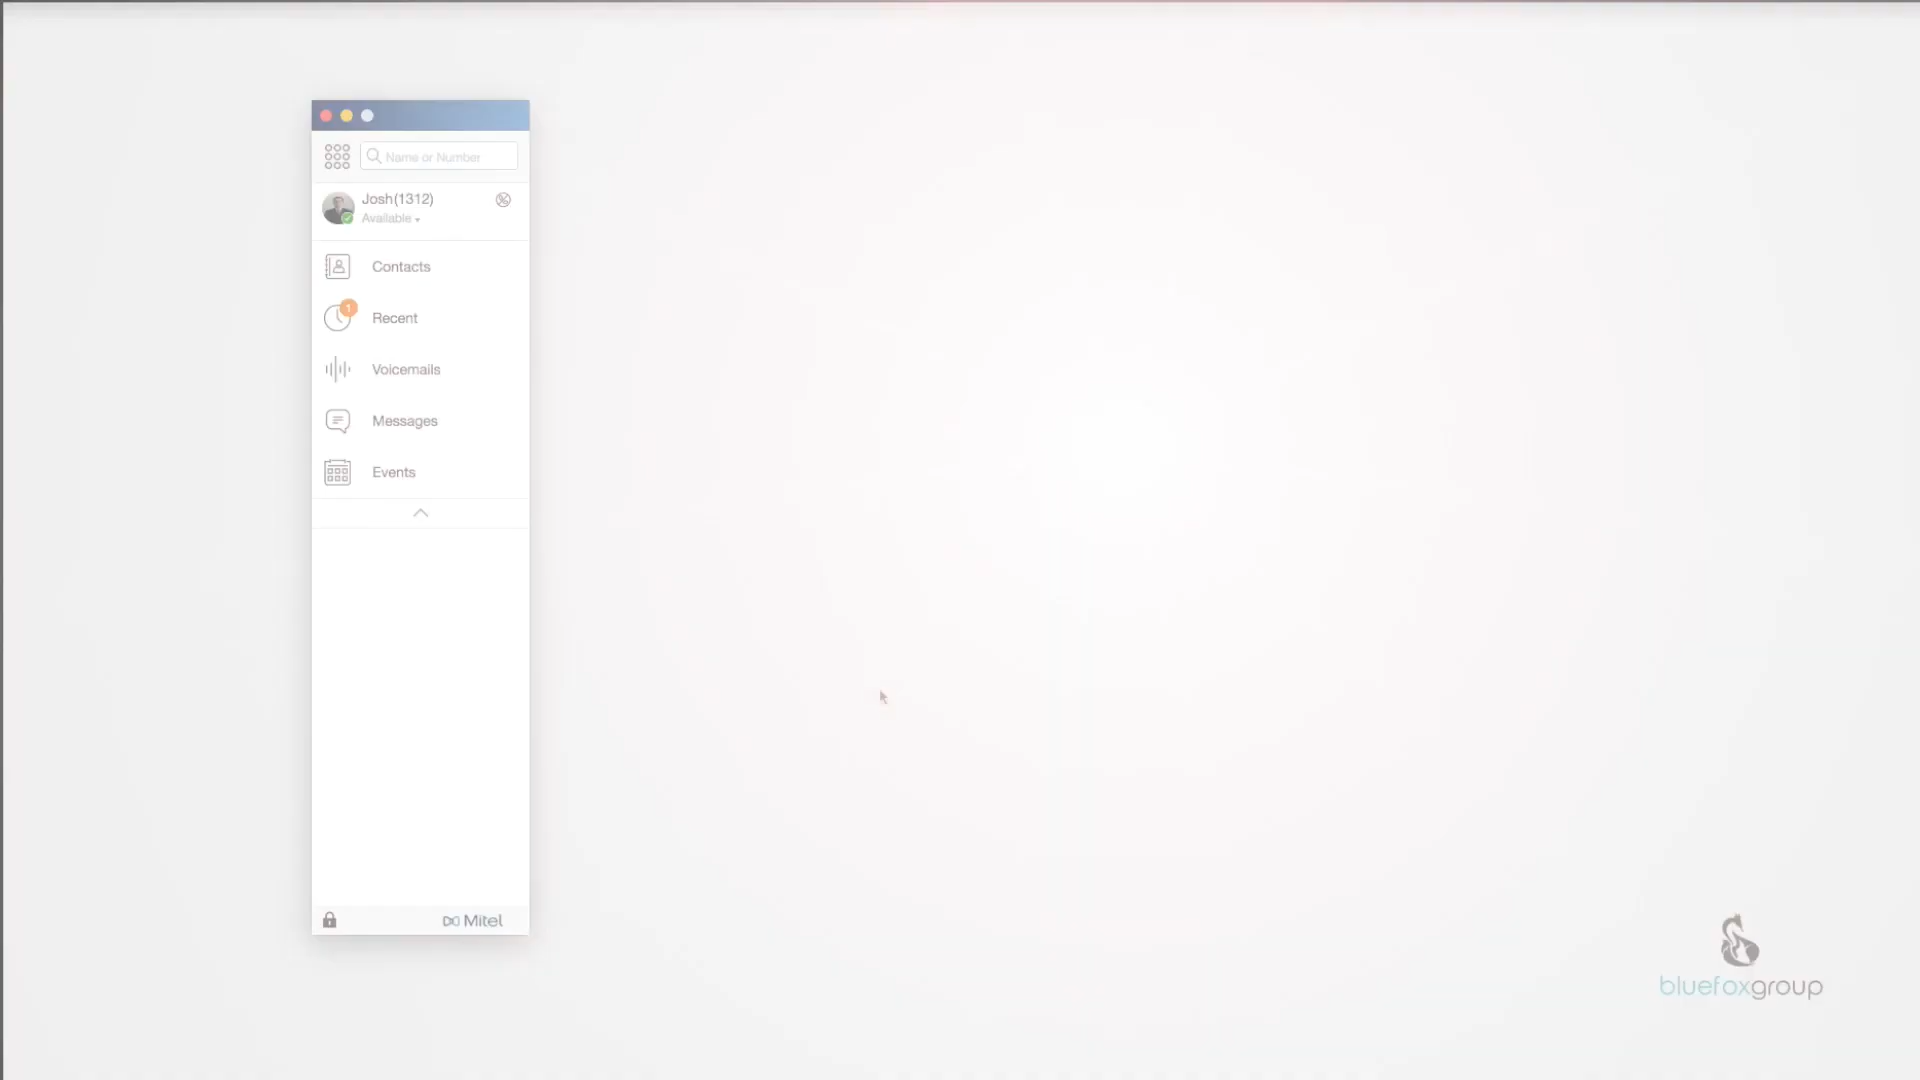 Name or Number
Josh(1312)
Available
Contacts
1
Recent
Voicemails
Messages
Events
Mitel
bluefoxgroup